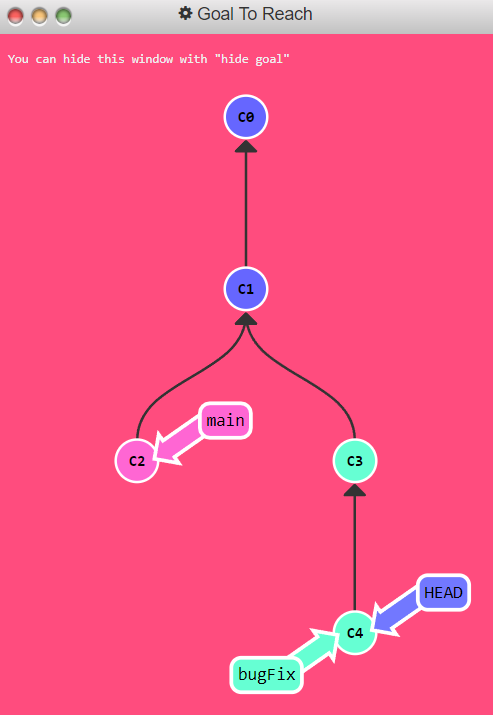 Goal To Reach
You can hide this window with "hide goal"
C0
C1
main
C2
C3
HEAD
C4
bugFix